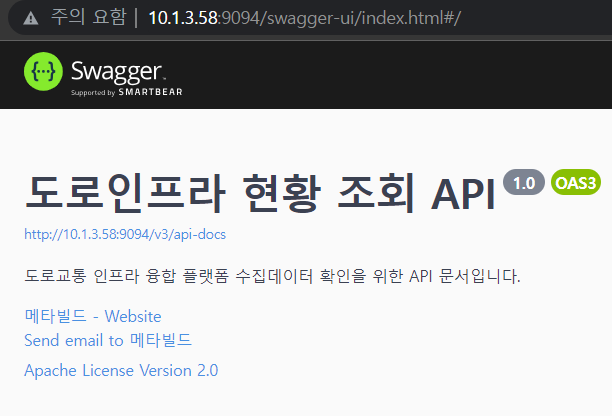 주의 요함 | 10.1.3.58:9094/swagger-ui/index.html#/
{···} Swagger™
Supported by SMARTBEAR
도로인프라 현황 조회 API 1.0 OAS3
http://10.1.3.58:9094/v3/api-docs
도로교통 인프라 융합 플랫폼 수집데이터 확인을 위한 API 문서입니다.
메타빌드 - Website
Send email to 메타빌드
Apache License Version 2.0